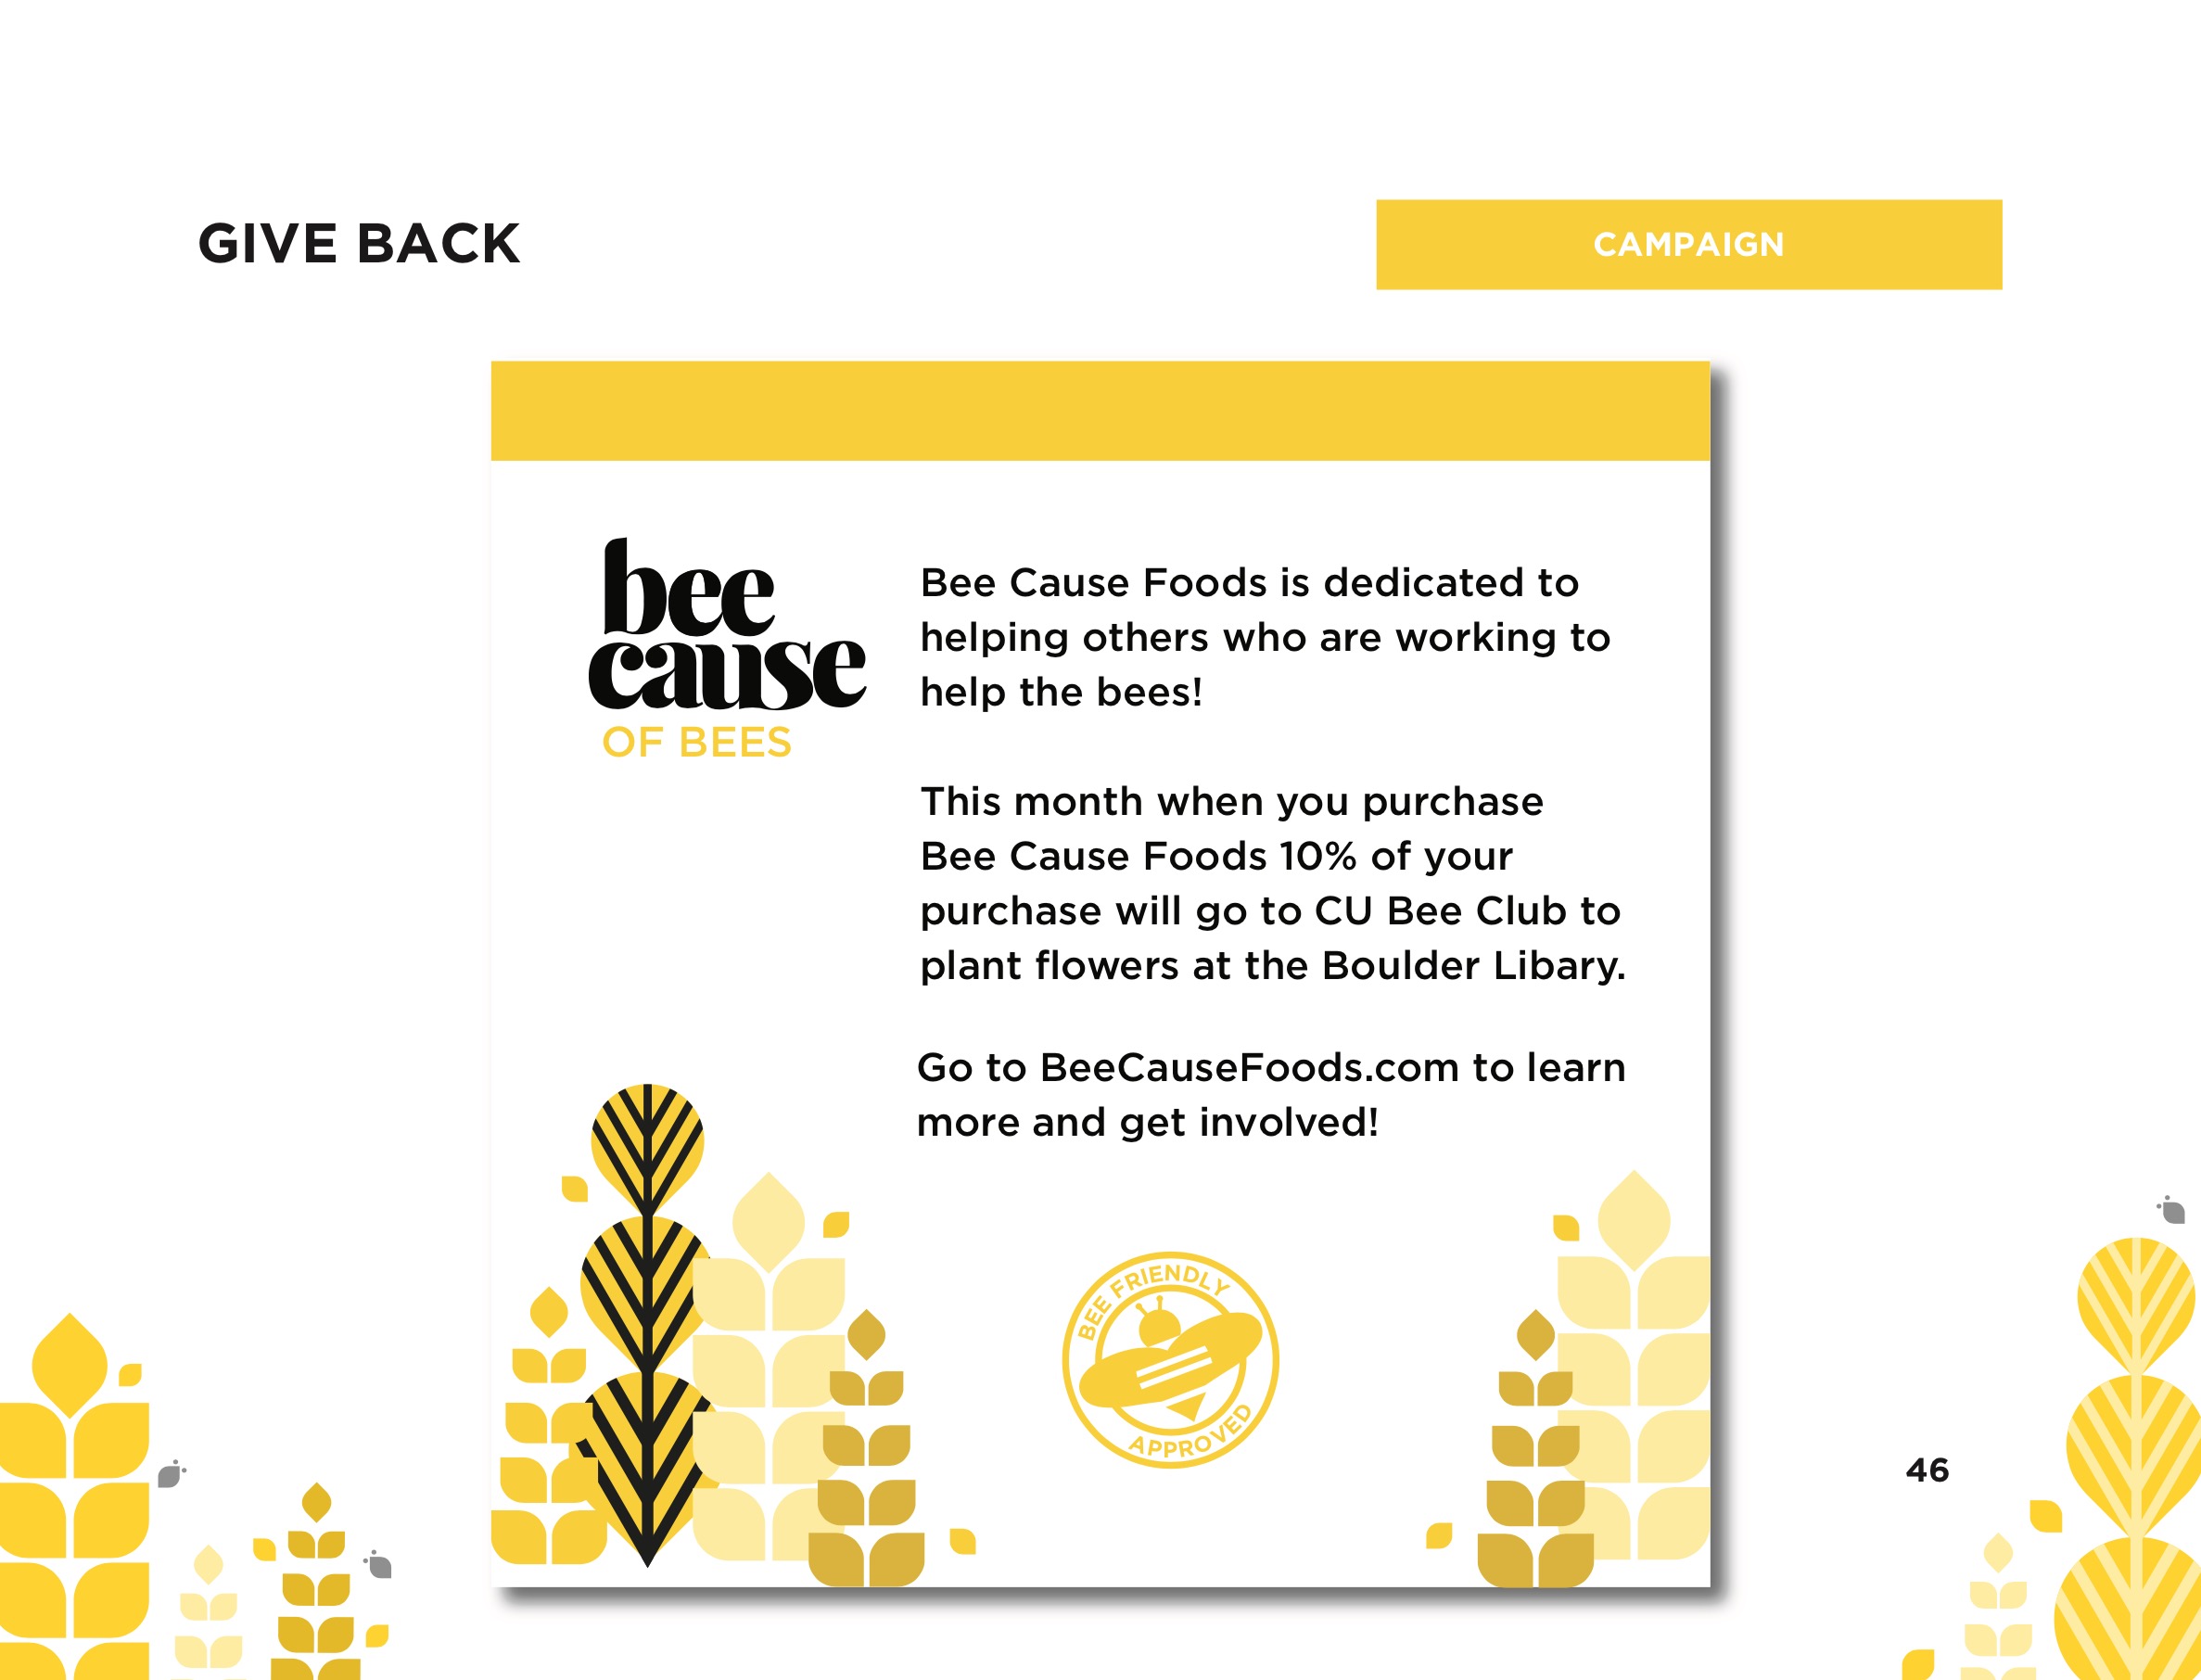 GIVE BACK
CAMPAIGN
bee
cause
OF BEES
Bee Cause Foods is dedicated to
helping others who are working to
help the bees!
This month when you purchase
Bee Cause Foods 10% of your
purchase will go to CU Bee Club to
plant flowers at the Boulder Libary.
Go to BeeCauseFoods.com to learn
more and get involved!
BEE FRIENDLY
APPROVED
46